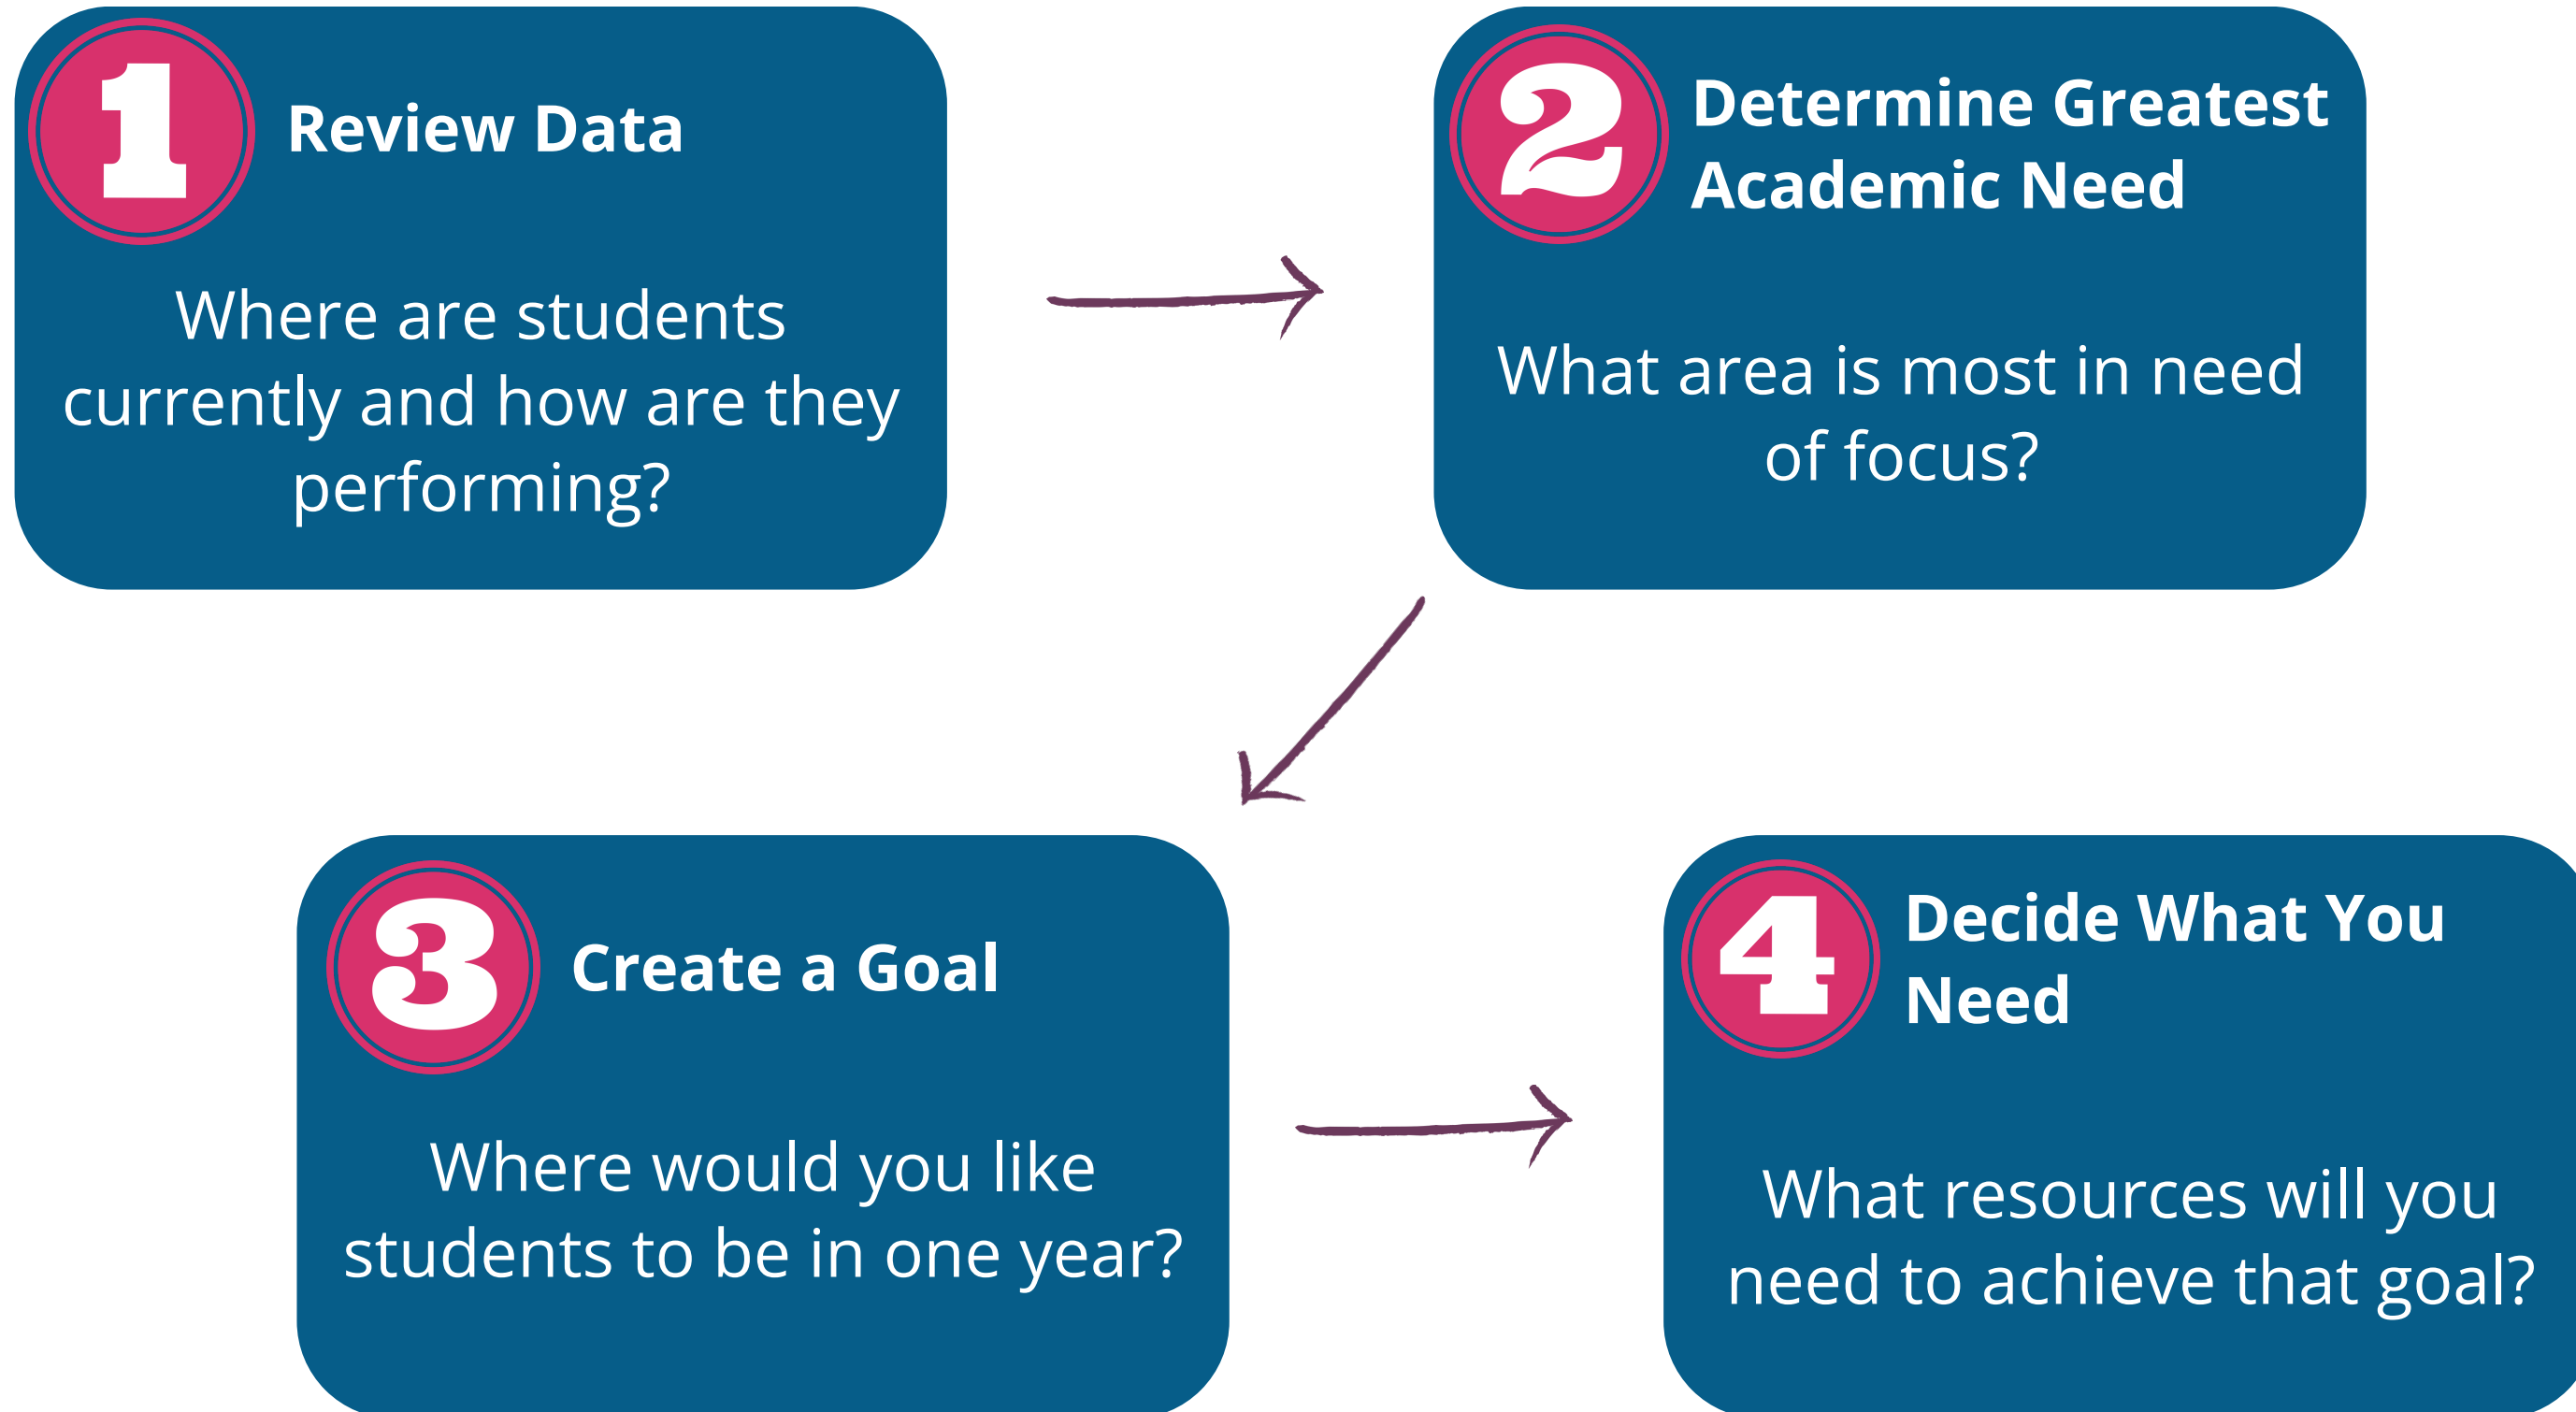 1
Review Data
Where are students
currently and how are they
performing?
2
Determine Greatest
Academic Need
What area is most in need
of focus?
3
Create a Goal
Where would you like
students to be in one year?
4
Decide What You
Need
What resources will you
need to achieve that goal?